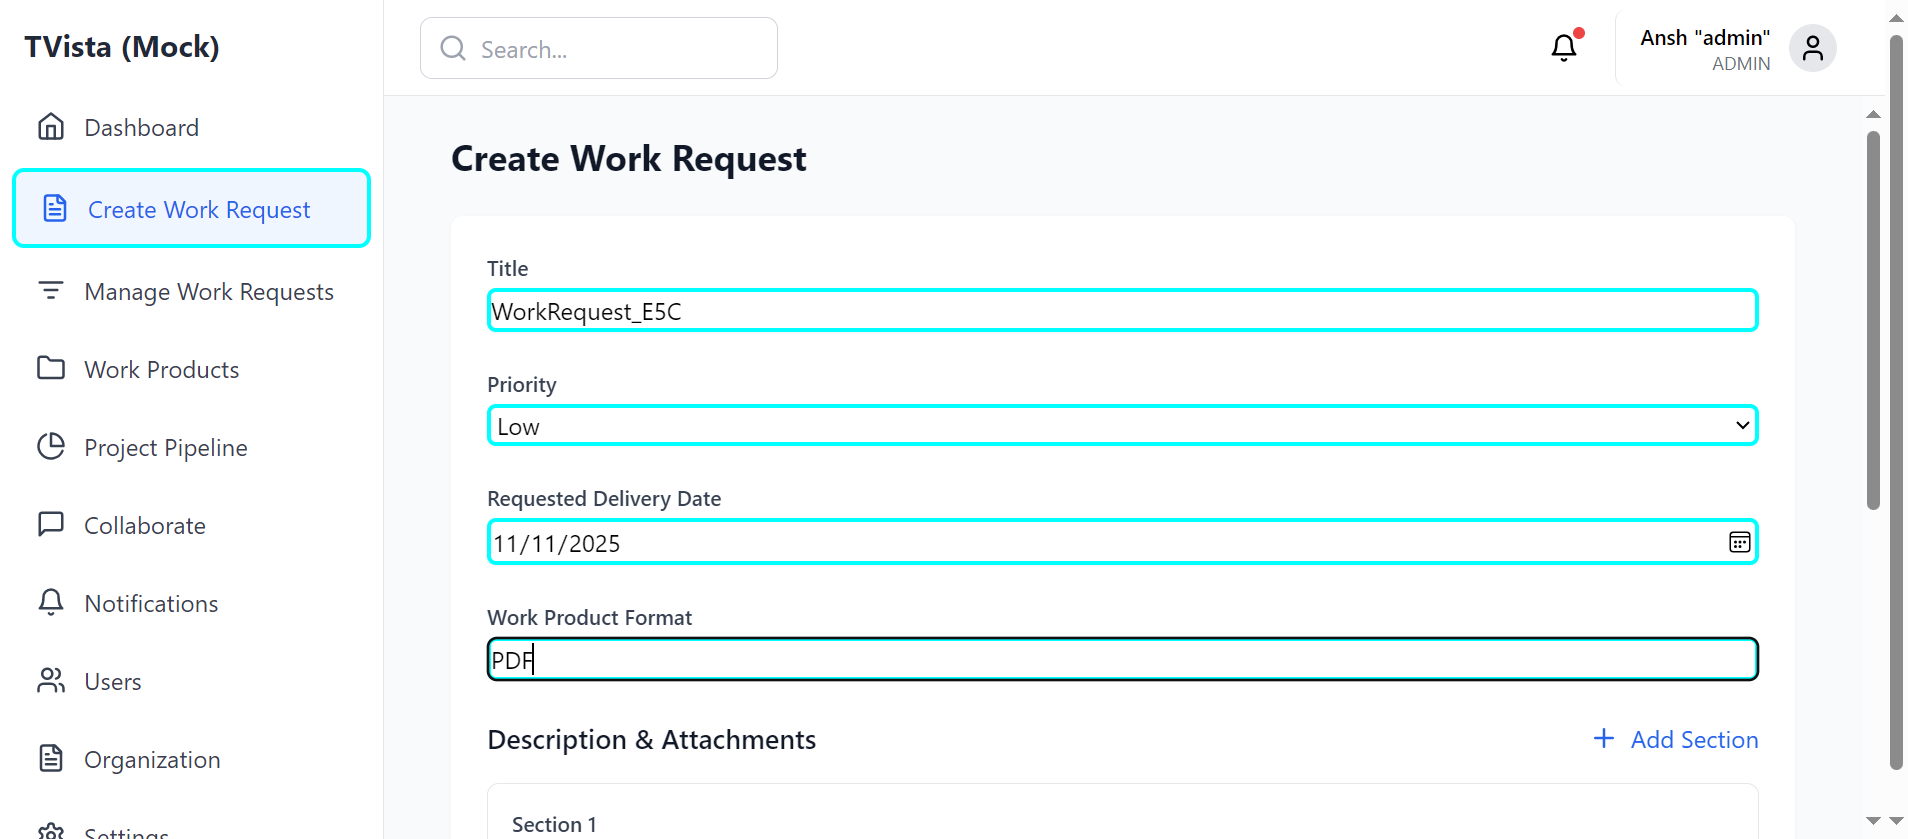 TVista (Mock)
Search...
Ansh "admin"
ADMIN
Dashboard
Create Work Request
Manage Work Requests
Work Products
Project Pipeline
Collaborate
Notifications
Users
Organization
Settings
Create Work Request
Title
WorkRequest_E5C
Priority
Low
Requested Delivery Date
11/11/2025
Work Product Format
PDF
Description & Attachments
Add Section
Section 1